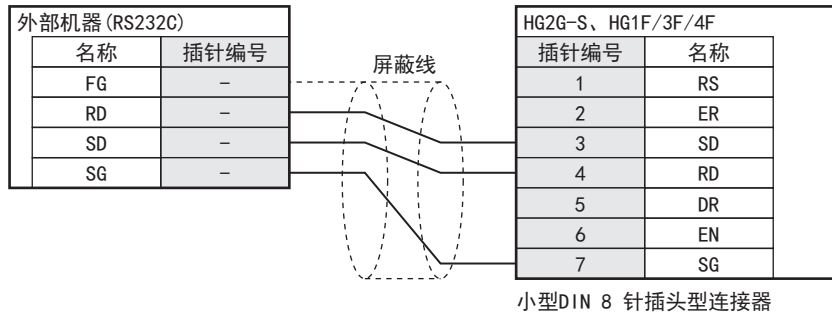 外部机器(RS232C)
名称 插针编号
FG -
RD -
SD -
SG -
屏蔽线
HG2G-S、HG1F/3F/4F
插针编号 名称
1 RS
2 ER
3 SD
4 RD
5 DR
6 EN
7 SG
小型DIN 8 针插头型连接器